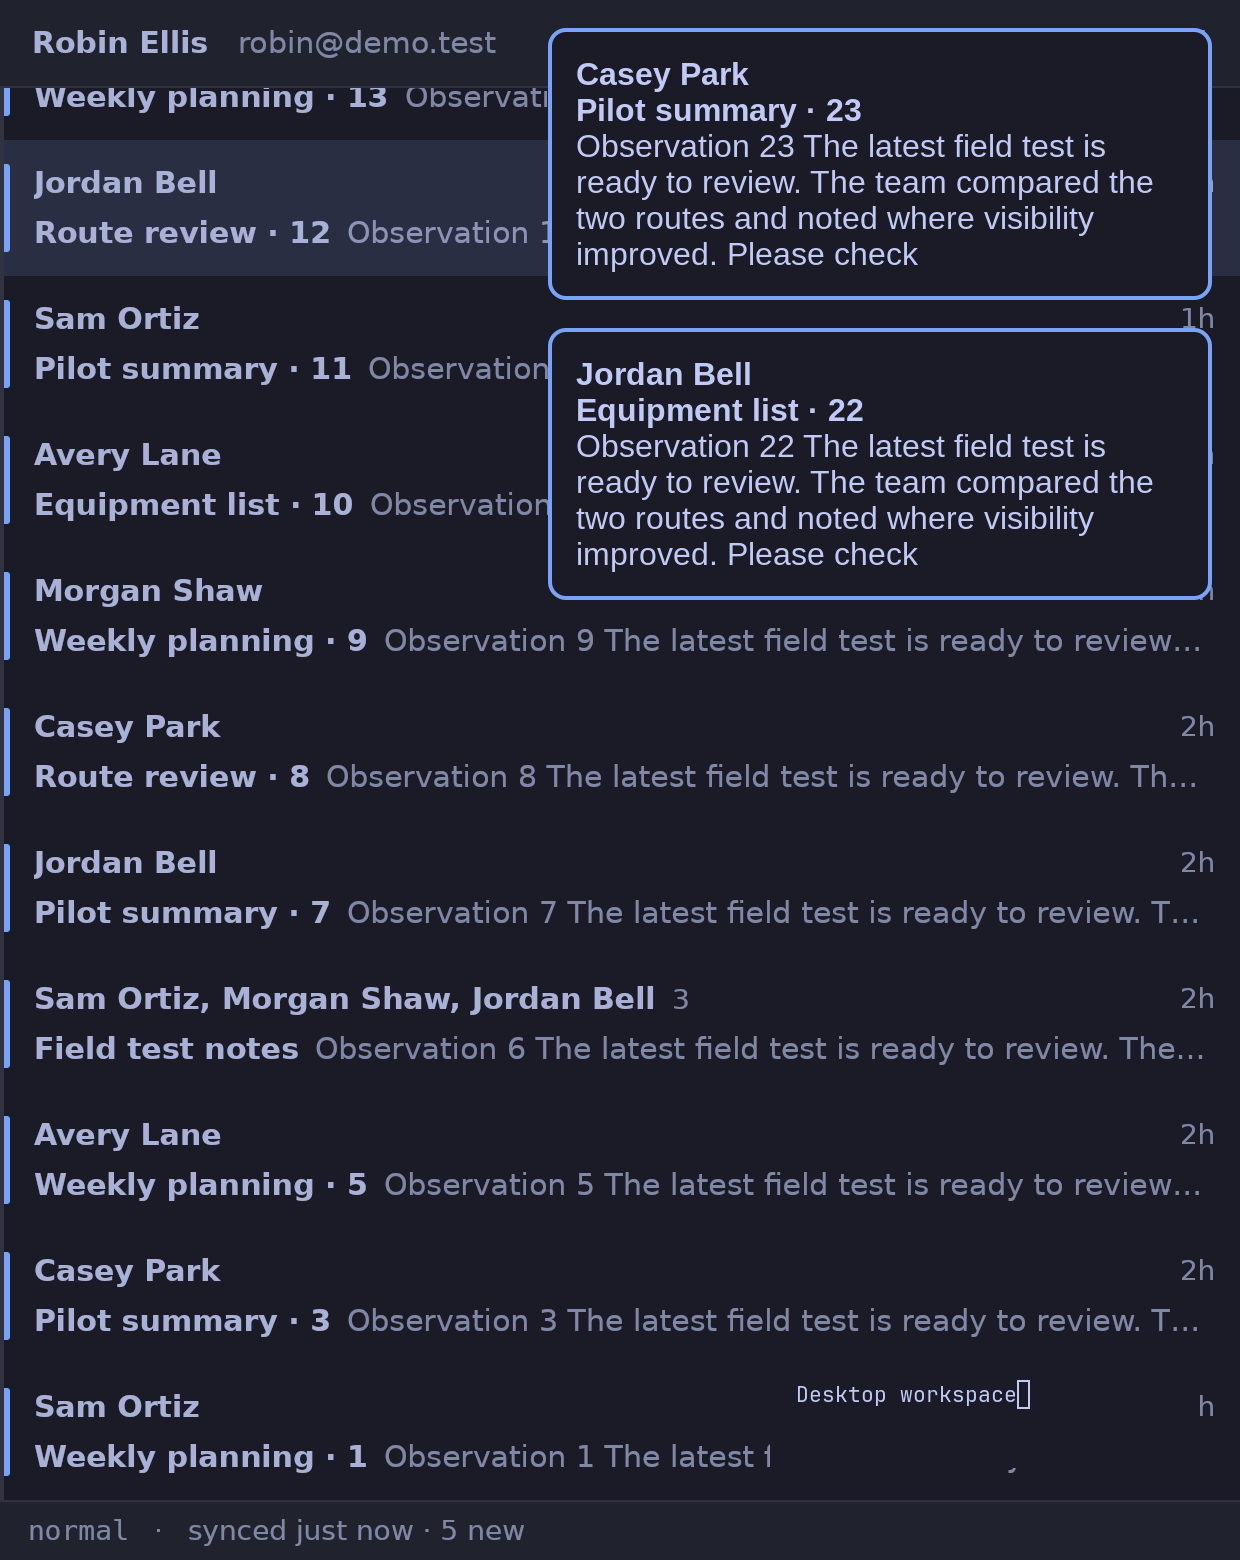 Robin Ellis robin@demo.test
Weekly planning · 13
Jordan Bell
Route review · 12 Observation
Sam Ortiz 1h
Pilot summary · 11 Observation
Avery Lane
Equipment list · 10 Observation
Morgan Shaw
Weekly planning · 9 Observation 9 The latest field test is ready to review…
Casey Park 2h
Route review · 8 Observation 8 The latest field test is ready to review. Th…
Jordan Bell 2h
Pilot summary · 7 Observation 7 The latest field test is ready to review. T…
Sam Ortiz, Morgan Shaw, Jordan Bell 3 2h
Field test notes Observation 6 The latest field test is ready to review. The…
Avery Lane 2h
Weekly planning · 5 Observation 5 The latest field test is ready to review…
Casey Park 2h
Pilot summary · 3 Observation 3 The latest field test is ready to review. T…
Sam Ortiz h
Weekly planning · 1 Observation 1 The latest f
Casey Park
Pilot summary · 23
Observation 23 The latest field test is
ready to review. The team compared the
two routes and noted where visibility
improved. Please check
Jordan Bell
Equipment list · 22
Observation 22 The latest field test is
ready to review. The team compared the
two routes and noted where visibility
improved. Please check
Desktop workspace
normal · synced just now · 5 new